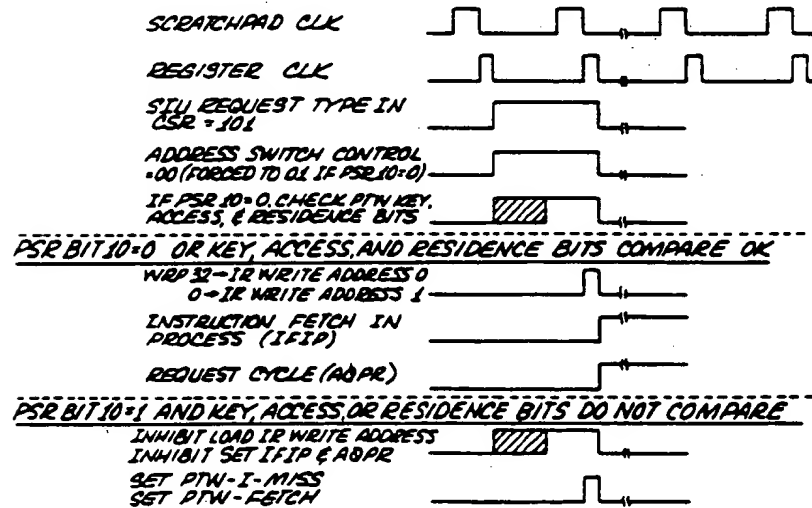 SCRATCHPAD CLK
REGISTER CLK
SIU REQUEST TYPE IN
CSR = 101
ADDRESS SWITCH CONTROL
=00 (FORCED TO 01 IF PSR 10=0)
IF PSR 10=0, CHECK PTW KEY,
ACCESS, & RESIDENCE BITS
PSR BIT 10=0 OR KEY, ACCESS, AND RESIDENCE BITS COMPARE OK
WRP 32→IR WRITE ADDRESS 0
0→IR WRITE ADDRESS 1
INSTRUCTION FETCH IN
PROCESS (IFIP)
REQUEST CYCLE (AOPR)
PSR BIT 10=1 AND KEY, ACCESS, OR RESIDENCE BITS DO NOT COMPARE
INHIBIT LOAD IR WRITE ADDRESS
INHIBIT SET IFIP & AOPR
SET PTW-I-MISS
SET PTW-FETCH